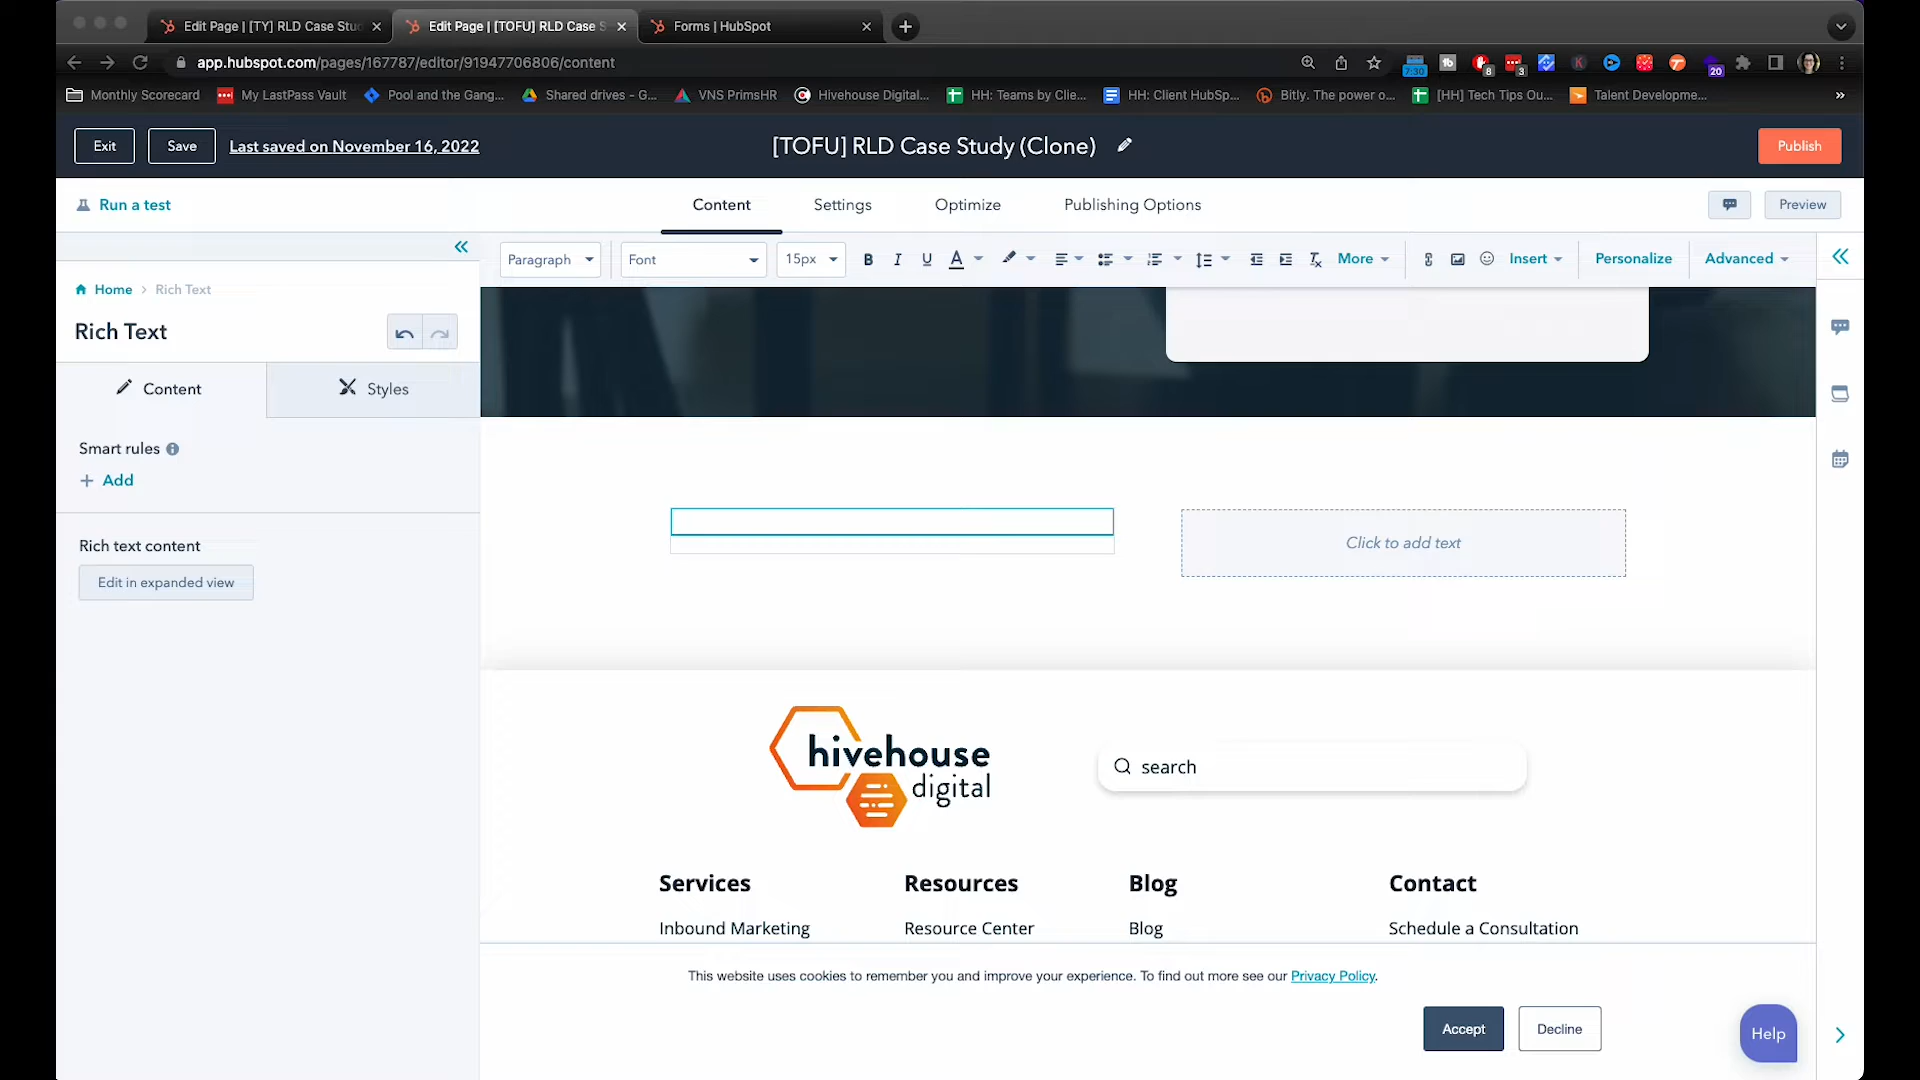 Edit Page | [TY] RLD Case Stu
Edit Page | [TOFU] RLD Case S
Forms | HubSpot
app.hubspot.com/pages/167787/editor/91947706806/content
7:30
8
3
20
Monthly Scorecard
My LastPass Vault
Pool and the Gang...
Shared drives - G...
VNS PrimsHR
Hivehouse Digital...
HH: Teams by Clie...
HH: Client HubSp...
Bitly. The power o...
[HH] Tech Tips Ou...
Talent Developme...
»
Exit
Save
Last saved on November 16, 2022
[TOFU] RLD Case Study (Clone)
Publish
Run a test
Content
Settings
Optimize
Publishing Options
Preview
Paragraph
Font
15px
B
I
U
A
More
Insert
Personalize
Advanced
Home
Rich Text
Rich Text
Content
Styles
Smart rules
+ Add
Rich text content
Edit in expanded view
Click to add text
hivehouse
digital
search
Services
Resources
Blog
Contact
Inbound Marketing
Resource Center
Blog
Schedule a Consultation
This website uses cookies to remember you and improve your experience. To find out more see our Privacy Policy.
Accept
Decline
Help